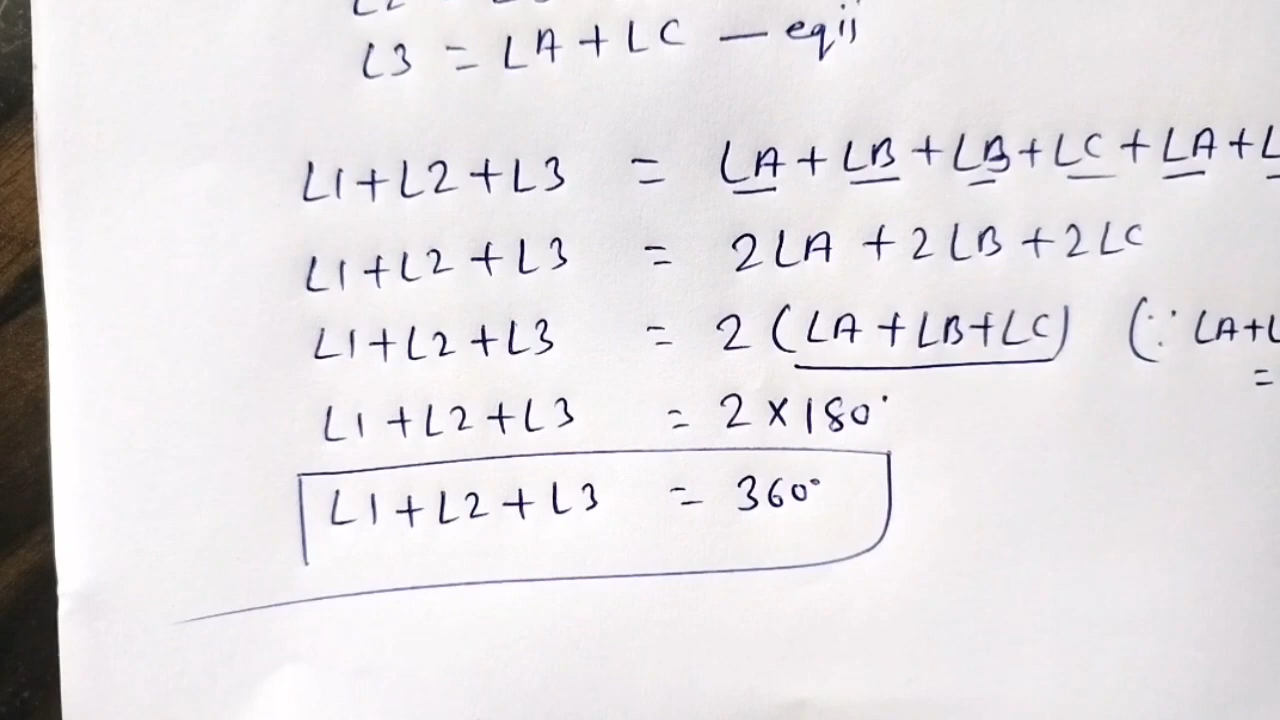 ∠3 = ∠A + ∠C — eqii
∠1 + ∠2 + ∠3 = ∠A + ∠B + ∠B + ∠C + ∠A + ∠
∠1 + ∠2 + ∠3 = 2∠A + 2∠B + 2∠C
∠1 + ∠2 + ∠3 = 2 (∠A + ∠B + ∠C) (∵ ∠A + ∠
=
∠1 + ∠2 + ∠3 = 2 × 180°
∠1 + ∠2 + ∠3 = 360°